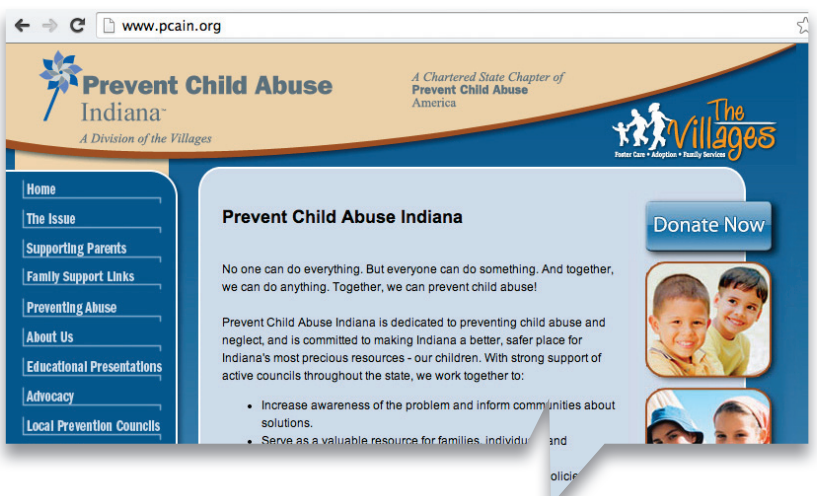 www.pcain.org
Prevent Child Abuse
Indiana™
A Division of the Villages
A Chartered State Chapter of
Prevent Child Abuse
America
The
Villages
Foster Care • Adoption • Family Services
Home
The Issue
Supporting Parents
Family Support Links
Preventing Abuse
About Us
Educational Presentations
Advocacy
Local Prevention Councils
Prevent Child Abuse Indiana
No one can do everything. But everyone can do something. And together,
we can do anything. Together, we can prevent child abuse!
Prevent Child Abuse Indiana is dedicated to preventing child abuse and
neglect, and is committed to making Indiana a better, safer place for
Indiana's most precious resources - our children. With strong support of
active councils throughout the state, we work together to:
• Increase awareness of the problem and inform communities about
solutions.
• Serve as a valuable resource for families, and
Donate Now